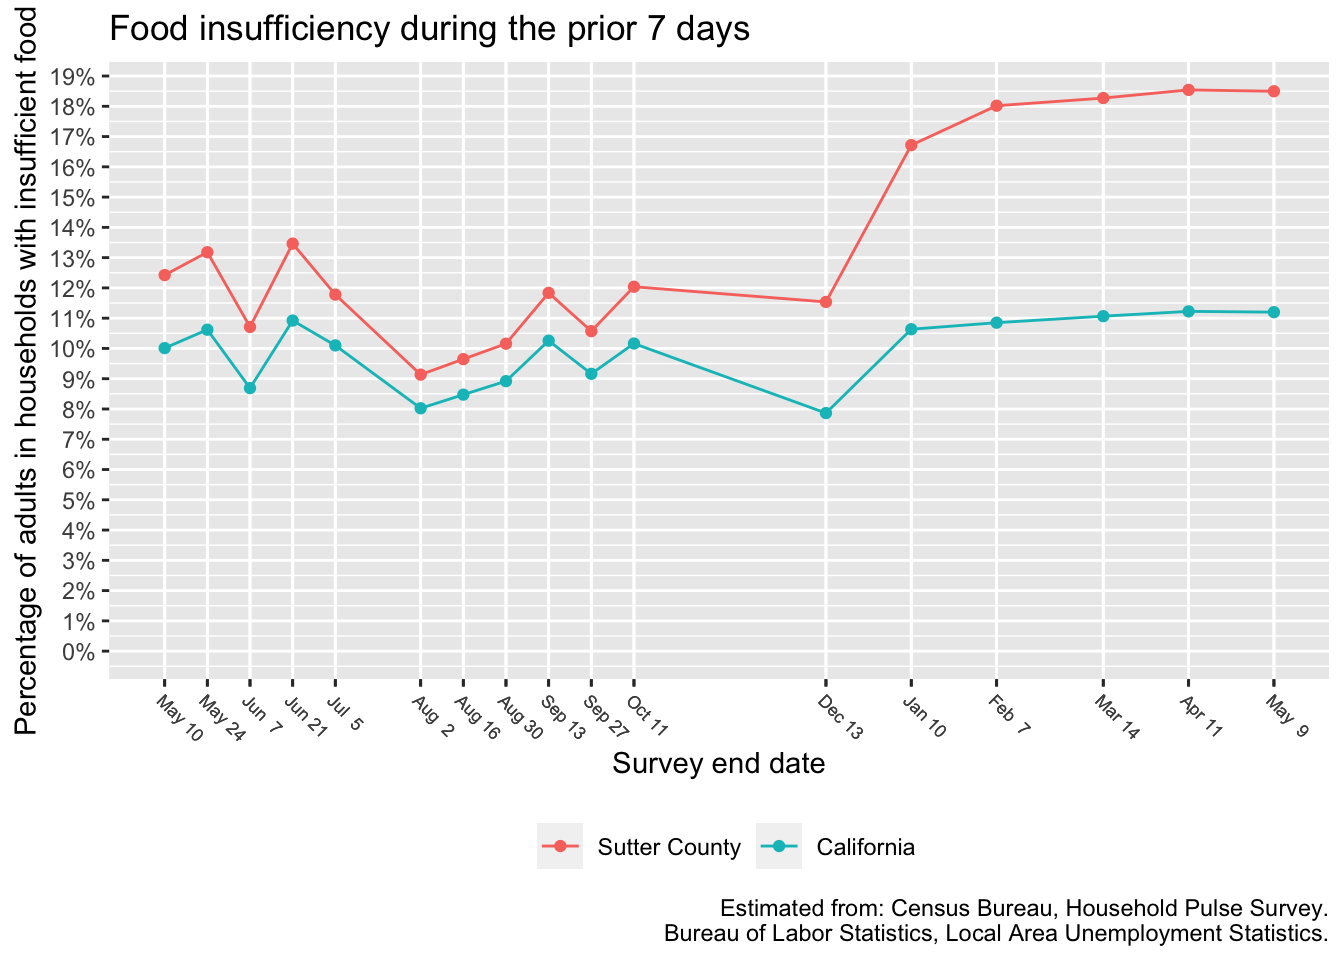 Food insufficiency during the prior 7 days
Percentage of adults in households with insufficient food
19%
18%
17%
16%
15%
14%
13%
12%
11%
10%
9%
8%
7%
6%
5%
4%
3%
2%
1%
0%
May 10
May 24
Jun 7
Jun 21
Jul 5
Aug 2
Aug 16
Aug 30
Sep 13
Sep 27
Oct 11
Dec 13
Jan 10
Feb 7
Mar 14
Apr 11
May 9
Survey end date
Sutter County
California
Estimated from: Census Bureau, Household Pulse Survey.
Bureau of Labor Statistics, Local Area Unemployment Statistics.